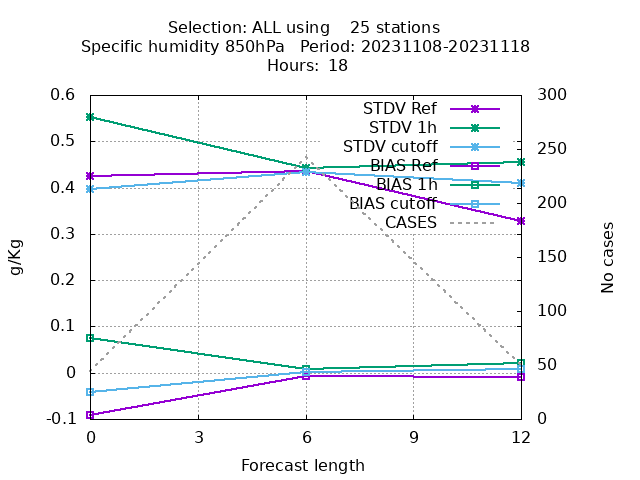 Selection: ALL using    25 stations
Specific humidity 850hPa   Period: 20231108-20231118
Hours: 18
0.6
0.5
0.4
0.3
0.2
0.1
0
-0.1
g/Kg
300
250
200
150
100
50
0
No cases
STDV Ref
STDV 1h
STDV cutoff
BIAS Ref
BIAS 1h
BIAS cutoff
CASES
0 3 6 9 12
Forecast length